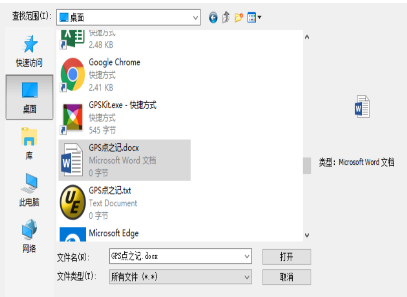 查找范围(I):
桌面
快捷方式
2.48 KB
Google Chrome
快捷方式
2.41 KB
GPSKit.exe - 快捷方式
快捷方式
545 字节
GPS点之记.docx
Microsoft Word 文档
0 字节
GPS点之记.txt
Text Document
0 字节
Microsoft Edge
快速访问
桌面
库
此电脑
网络
类型: Microsoft Word 文档
文件名(N):
GPS点之记.docx
打开
文件类型(T):
所有文件 (*.*)
取消